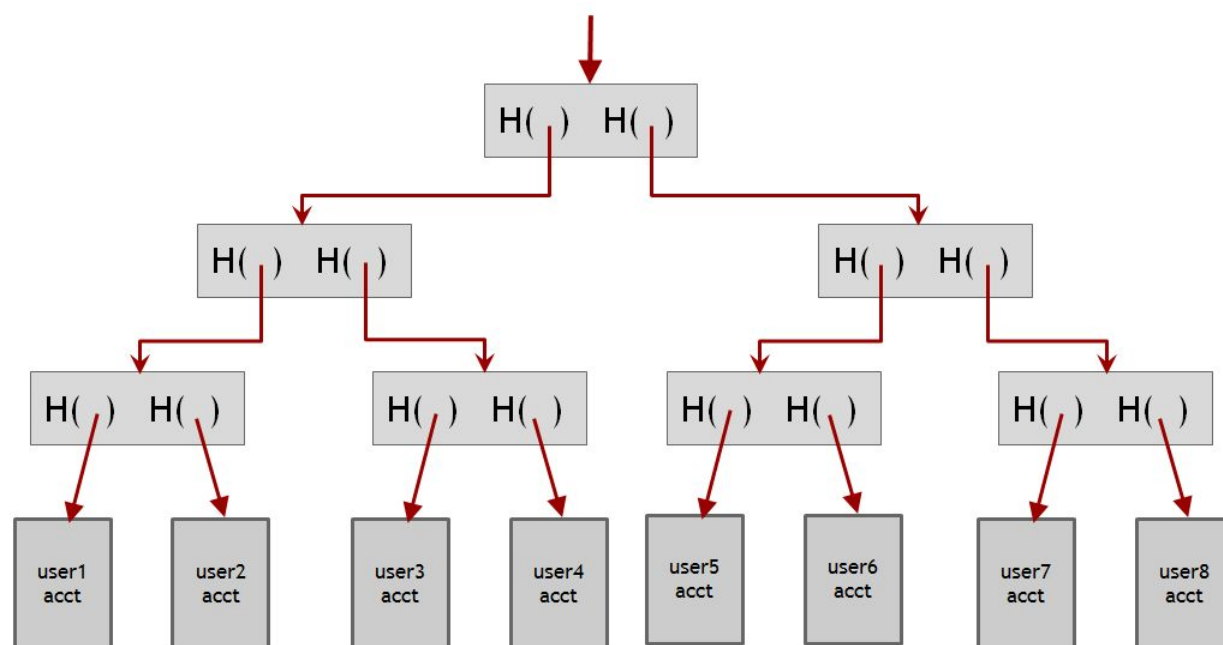 H( ) H( )
H( ) H( )
H( ) H( )
H( ) H( )
H( ) H( )
H( ) H( )
H( ) H( )
user1
acct
user2
acct
user3
acct
user4
acct
user5
acct
user6
acct
user7
acct
user8
acct